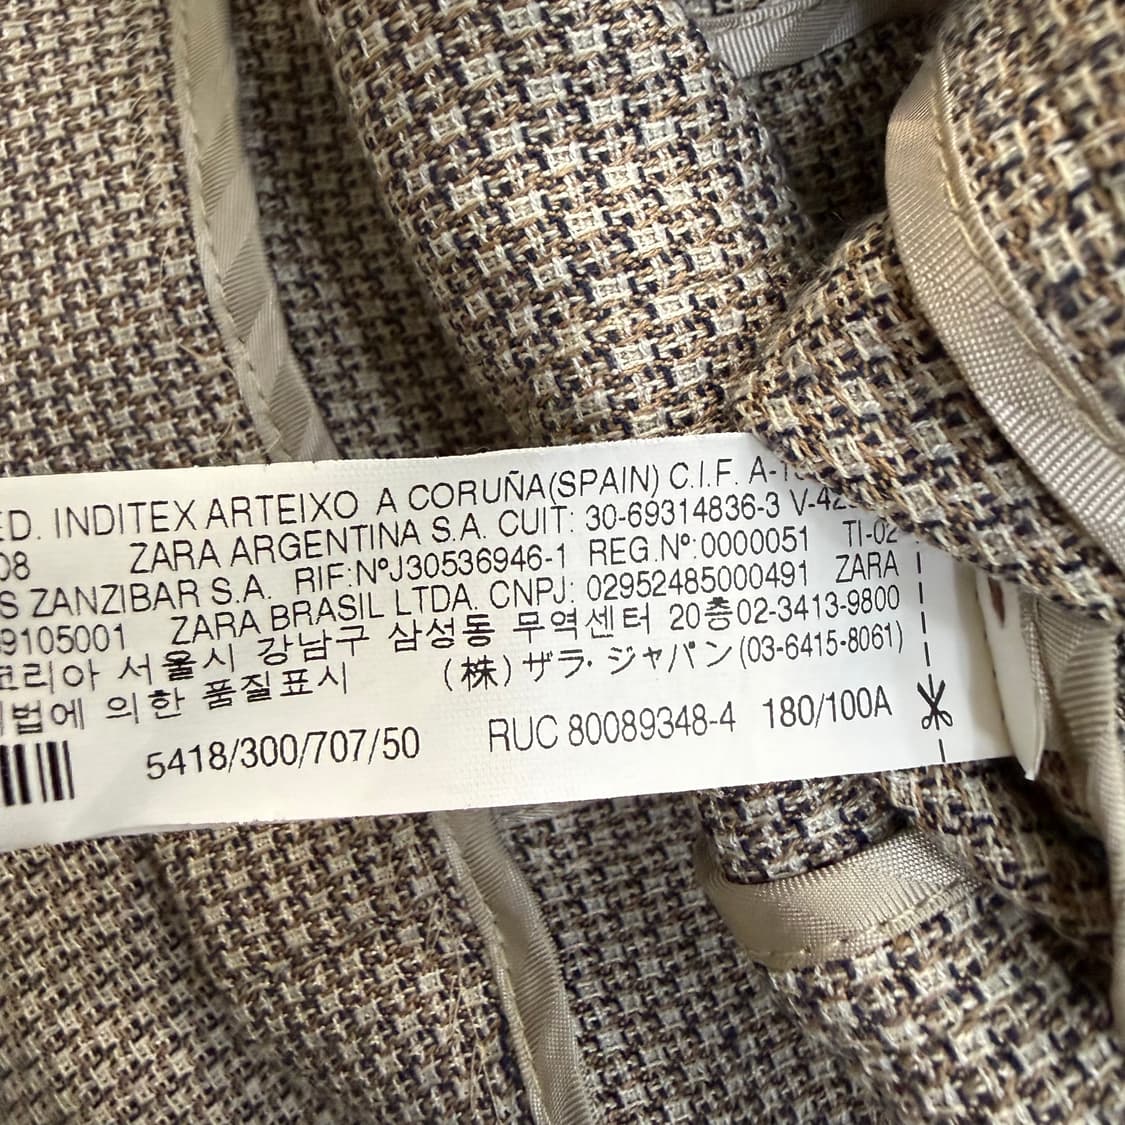 ED. INDITEX ARTEIXO A CORUÑA(SPAIN) C.I.F.
08 ZARA ARGENTINA S.A. CUIT: 30-69314836-3
S ZANZIBAR S.A. RIF:NºJ30536946-1 REG.Nº:0000051 TI-02
9105001 ZARA BRASIL LTDA. CNPJ: 02952485000491 ZARA
코리아 서울시 강남구 삼성동 무역센터 20층02-3413-9800
법에 의한 품질표시 (株) ザラ・ジャパン (03-6415-8061)
5418/300/707/50 RUC 80089348-4 180/100A